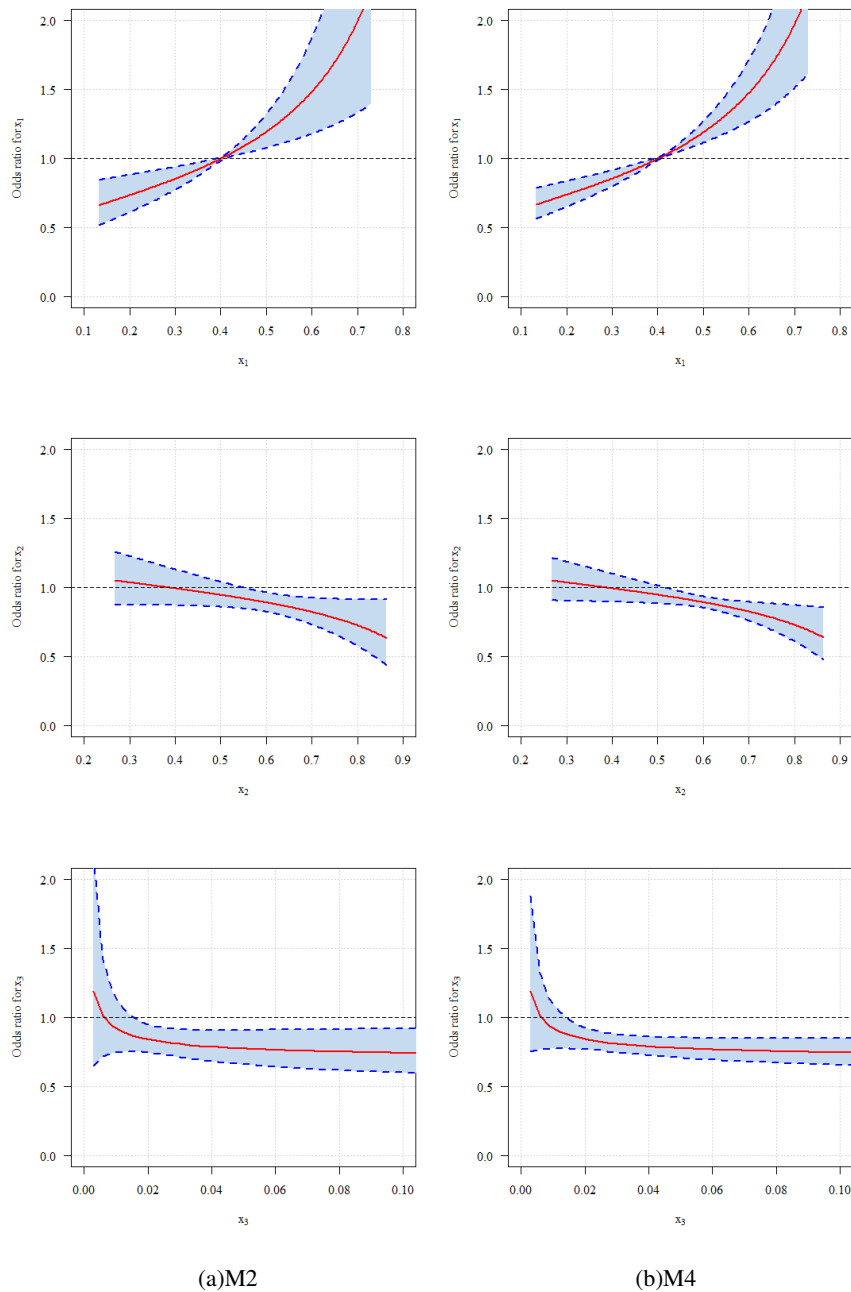 2.0 2.0
1.5 1.5
1.0 1.0
0.5 0.5
0.0 0.0
Odds ratio for x₁ Odds ratio for x₁
0.1 0.2 0.3 0.4 0.5 0.6 0.7 0.8 0.1 0.2 0.3 0.4 0.5 0.6 0.7 0.8
x₁ x₁
2.0 2.0
1.5 1.5
1.0 1.0
0.5 0.5
0.0 0.0
Odds ratio for x₂ Odds ratio for x₂
0.2 0.3 0.4 0.5 0.6 0.7 0.8 0.9 0.2 0.3 0.4 0.5 0.6 0.7 0.8 0.9
x₂ x₂
2.0 2.0
1.5 1.5
1.0 1.0
0.5 0.5
0.0 0.0
Odds ratio for x₃ Odds ratio for x₃
0.00 0.02 0.04 0.06 0.08 0.10 0.00 0.02 0.04 0.06 0.08 0.10
x₃ x₃
(a)M2 (b)M4